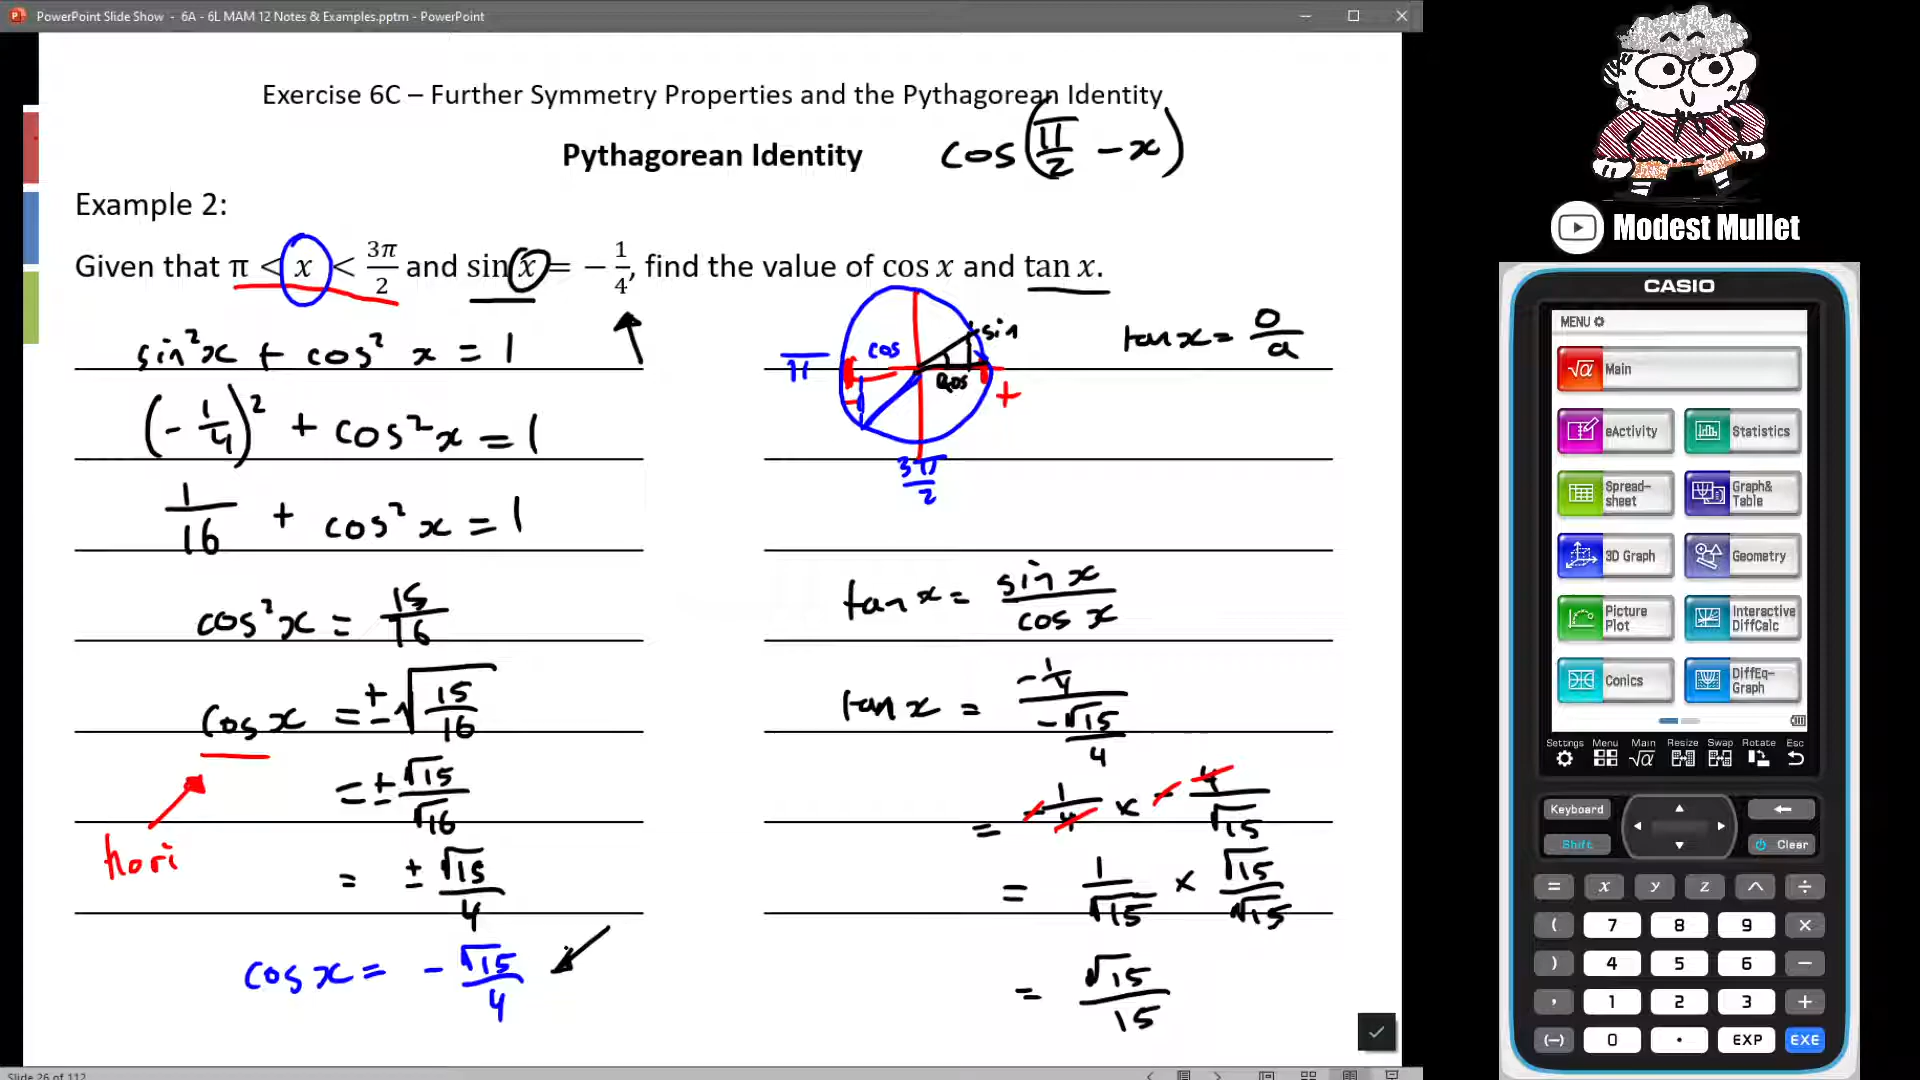 PowerPoint Slide Show - 6A - 6L MAM 12 Notes & Examples.pptm - PowerPoint
Exercise 6C – Further Symmetry Properties and the Pythagorean Identity
Pythagorean Identity
cos(π/2 - x)
Example 2:
Given that π < x < 3π/2 and sin x = −1/4, find the value of cos x and tan x.
sin²x + cos² x = 1
(-1/4)² + cos²x = 1
1/16 + cos²x = 1
cos²x = 15/16
cos x = ±√(15/16)
= ±√15/√16
hori
= ±√15/4
cos x = -√15/4
sin
cos
cos
π
+
3π/2
tan x = O/a
tan x = sin x/cos x
tan x = (-1/4)/(-√15/4)
= -1/4 x -4/√15
= 1/√15 × √15/√15
= √15/15
Slide 26 of 112
Modest Mullet
CASIO
MENU
√α Main
eActivity Statistics
Spread-sheet Graph& Table
3D Graph Geometry
Picture Plot Interactive DiffCalc
Conics DiffEq-Graph
Settings Menu Main Resize Swap Rotate Esc
√α
Keyboard
Shift Clear
= x y z ^ ÷
( 7 8 9 ×
) 4 5 6 −
, 1 2 3 +
(−) 0 . EXP EXE